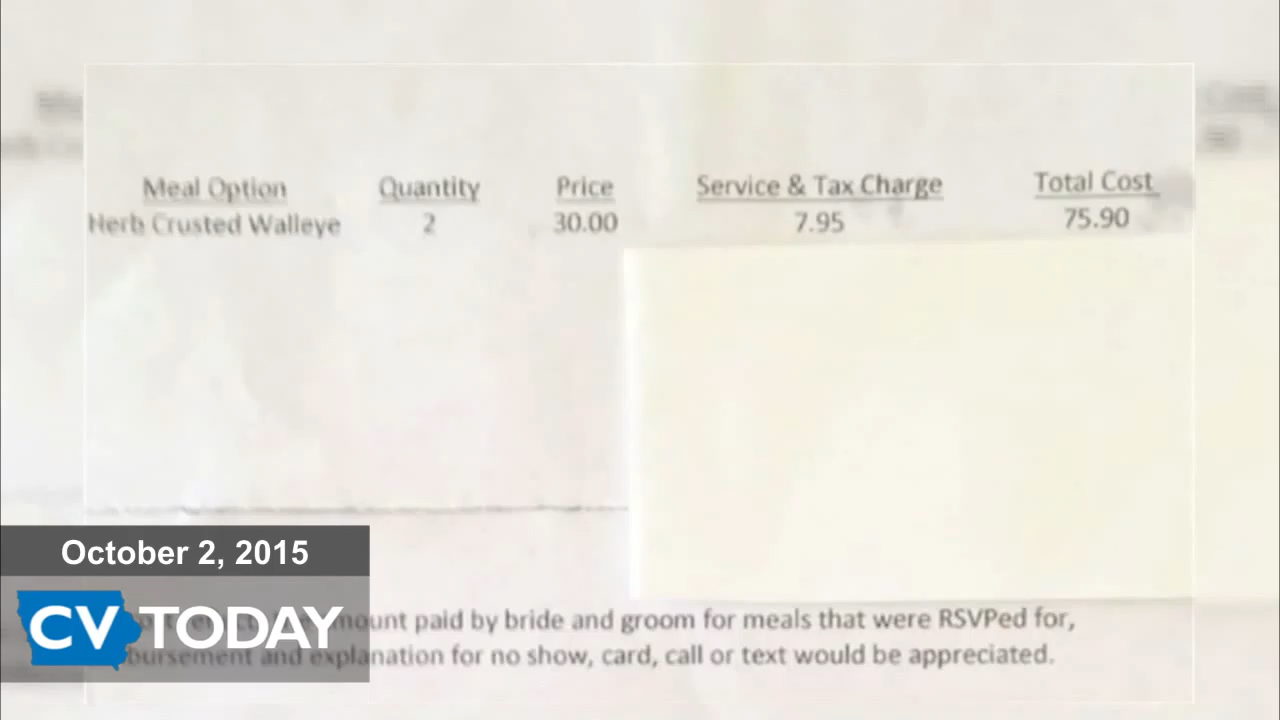 Meal Option Quantity Price Service & Tax Charge Total Cost
Herb Crusted Walleye 2 30.00 7.95 75.90
October 2, 2015
CV TODAY
amount paid by bride and groom for meals that were RSVPed for,
and explanation for no show, card, call or text would be appreciated.